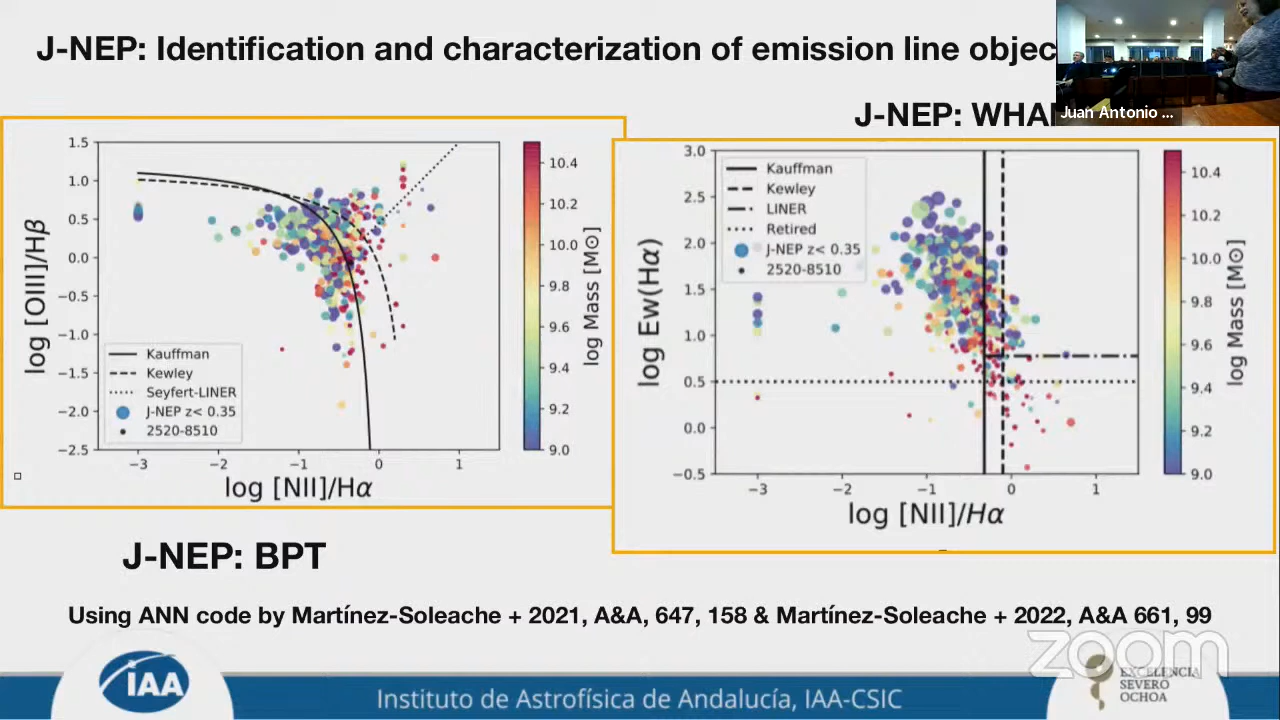 J-NEP: Identification and characterization of emission line objec
J-NEP: WHA
Juan Antonio ...
1.5
1.0
0.5
0.0
−0.5
−1.0
−1.5
−2.0
−2.5
log [OIII]/Hβ
Kauffman
Kewley
Seyfert-LINER
J-NEP z< 0.35
2520-8510
−3 −2 −1 0 1
log [NII]/Hα
10.4
10.2
10.0
9.8
9.6
9.4
9.2
9.0
log Mass [M⊙]
3.0
2.5
2.0
1.5
1.0
0.5
0.0
−0.5
log Ew(Hα)
Kauffman
Kewley
LINER
Retired
J-NEP z< 0.35
2520-8510
−3 −2 −1 0 1
log [NII]/Hα
10.4
10.2
10.0
9.8
9.6
9.4
9.2
9.0
log Mass [M⊙]
J-NEP: BPT
Using ANN code by Martínez-Soleache + 2021, A&A, 647, 158 & Martínez-Soleache + 2022, A&A 661, 99
zoom
IAA
Instituto de Astrofísica de Andalucía, IAA-CSIC
EXCELENCIA
SEVERO
OCHOA